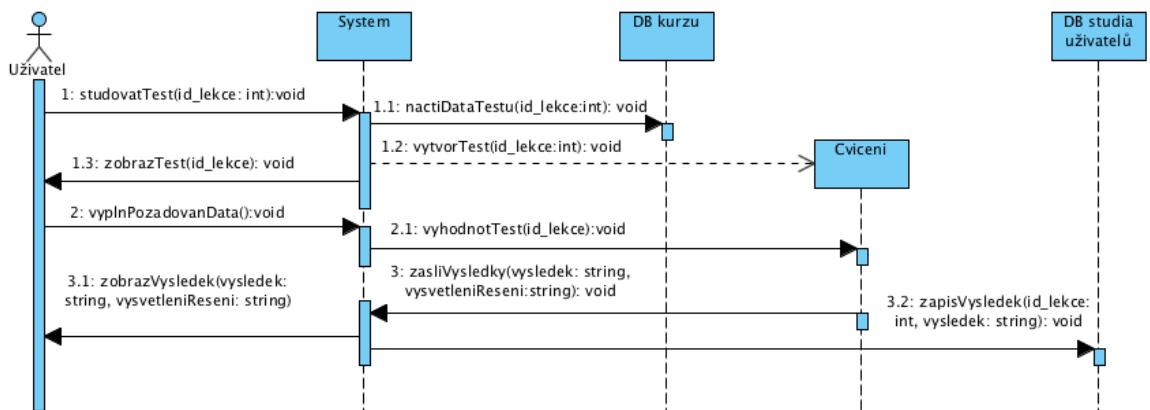 System
DB kurzu
DB studia
uživatelů
Uživatel
1: studovatTest(id_lekce: int):void
1.1: nactiDataTestu(id_lekce:int): void
1.2: vytvorTest(id_lekce:int): void
Cviceni
1.3: zobrazTest(id_lekce): void
2: vyplnPozadovanData():void
2.1: vyhodnotTest(id_lekce):void
3: zasliVysledky(vysledek: string,
vysvetleniReseni:string): void
3.1: zobrazVysledek(vysledek:
string, vysvetleniReseni: string)
3.2: zapisVysledek(id_lekce:
int, vysledek: string): void